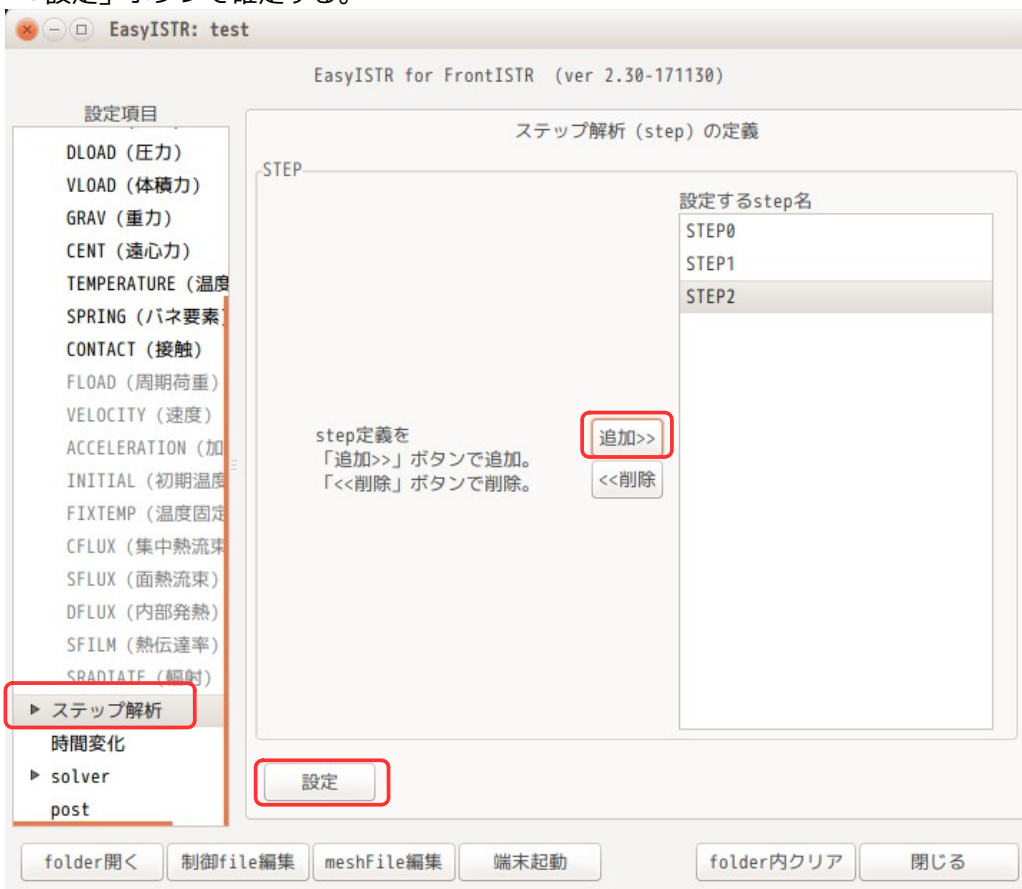 設定」ボタンで確定する。
EasyISTR: test
EasyISTR for FrontISTR (ver 2.30-171130)
設定項目
DLOAD (圧力)
VLOAD (体積力)
GRAV (重力)
CENT (遠心力)
TEMPERATURE (温度
SPRING (バネ要素)
CONTACT (接触)
FLOAD (周期荷重)
VELOCITY (速度)
ACCELERATION (加
INITIAL (初期温度
FIXTEMP (温度固定
CFLUX (集中熱流束
SFLUX (面熱流束)
DFLUX (内部発熱)
SFILM (熱伝達率)
SRADIATE (輻射)
ステップ解析
時間変化
solver
post
ステップ解析 (step) の定義
STEP
step定義を
「追加>>」ボタンで追加。
「<<削除」ボタンで削除。
追加>>
<<削除
設定するstep名
STEP0
STEP1
STEP2
設定
folder開く
制御file編集
meshFile編集
端末起動
folder内クリア
閉じる